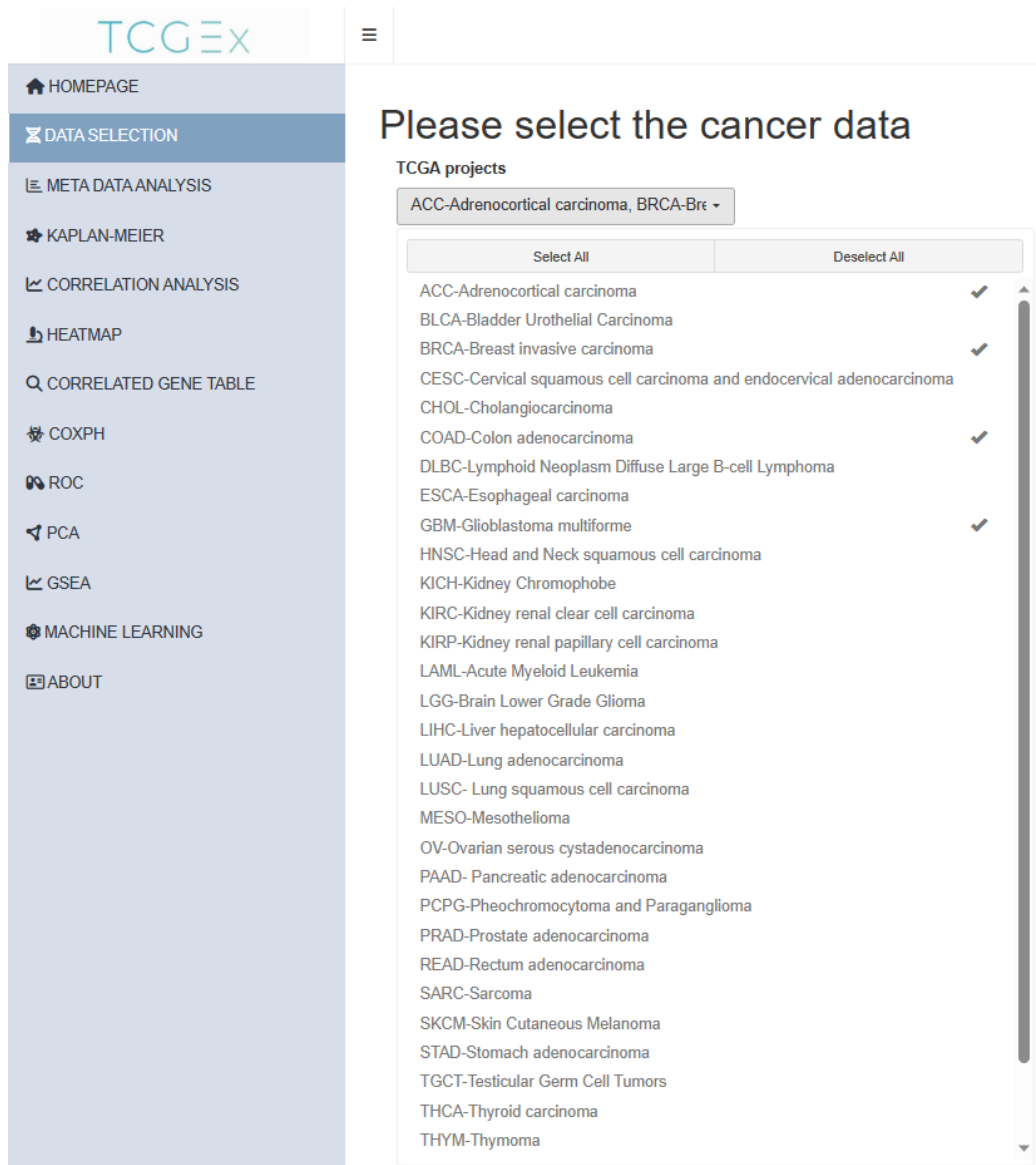 TCGEx
HOMEPAGE
DATA SELECTION
META DATA ANALYSIS
KAPLAN-MEIER
CORRELATION ANALYSIS
HEATMAP
CORRELATED GENE TABLE
COXPH
ROC
PCA
GSEA
MACHINE LEARNING
ABOUT
Please select the cancer data
TCGA projects
ACC-Adrenocortical carcinoma, BRCA-Bre
Select All
Deselect All
ACC-Adrenocortical carcinoma
BLCA-Bladder Urothelial Carcinoma
BRCA-Breast invasive carcinoma
CESC-Cervical squamous cell carcinoma and endocervical adenocarcinoma
CHOL-Cholangiocarcinoma
COAD-Colon adenocarcinoma
DLBC-Lymphoid Neoplasm Diffuse Large B-cell Lymphoma
ESCA-Esophageal carcinoma
GBM-Glioblastoma multiforme
HNSC-Head and Neck squamous cell carcinoma
KICH-Kidney Chromophobe
KIRC-Kidney renal clear cell carcinoma
KIRP-Kidney renal papillary cell carcinoma
LAML-Acute Myeloid Leukemia
LGG-Brain Lower Grade Glioma
LIHC-Liver hepatocellular carcinoma
LUAD-Lung adenocarcinoma
LUSC- Lung squamous cell carcinoma
MESO-Mesothelioma
OV-Ovarian serous cystadenocarcinoma
PAAD- Pancreatic adenocarcinoma
PCPG-Pheochromocytoma and Paraganglioma
PRAD-Prostate adenocarcinoma
READ-Rectum adenocarcinoma
SARC-Sarcoma
SKCM-Skin Cutaneous Melanoma
STAD-Stomach adenocarcinoma
TGCT-Testicular Germ Cell Tumors
THCA-Thyroid carcinoma
THYM-Thymoma